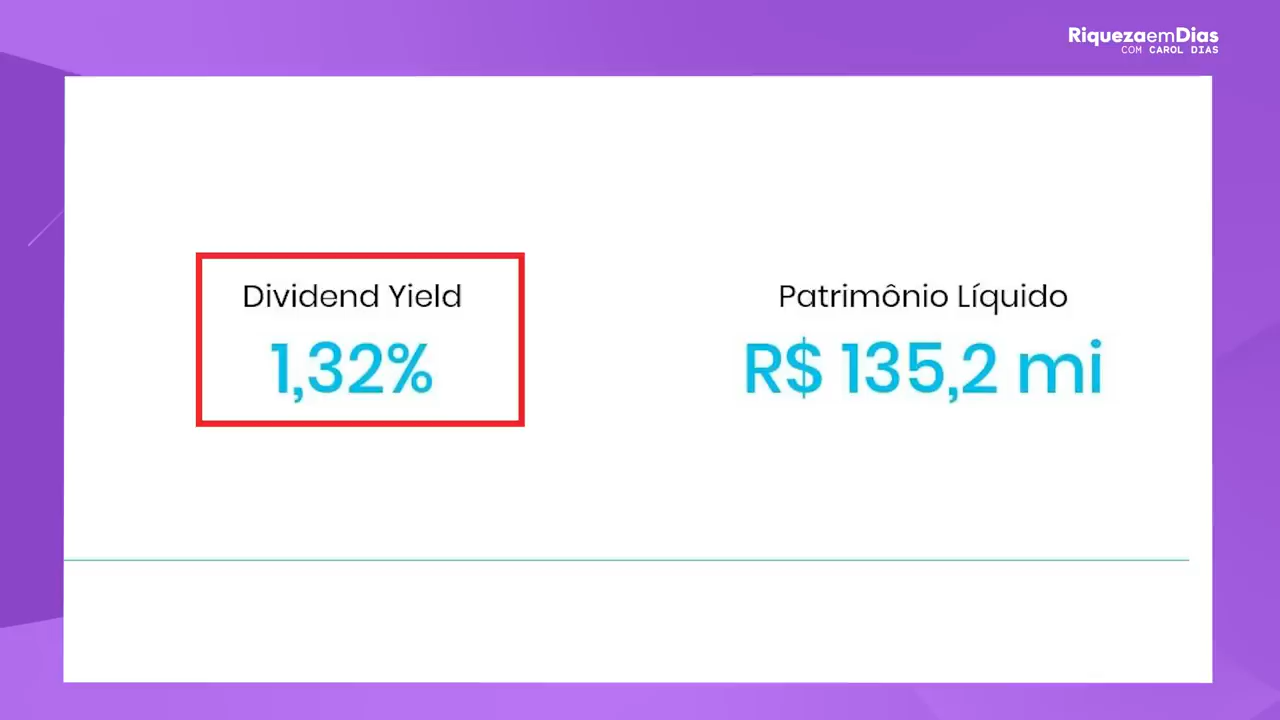 RiquezaemDias
COM CAROL DIAS
Dividend Yield
1,32%
Patrimônio Líquido
R$ 135,2 mi